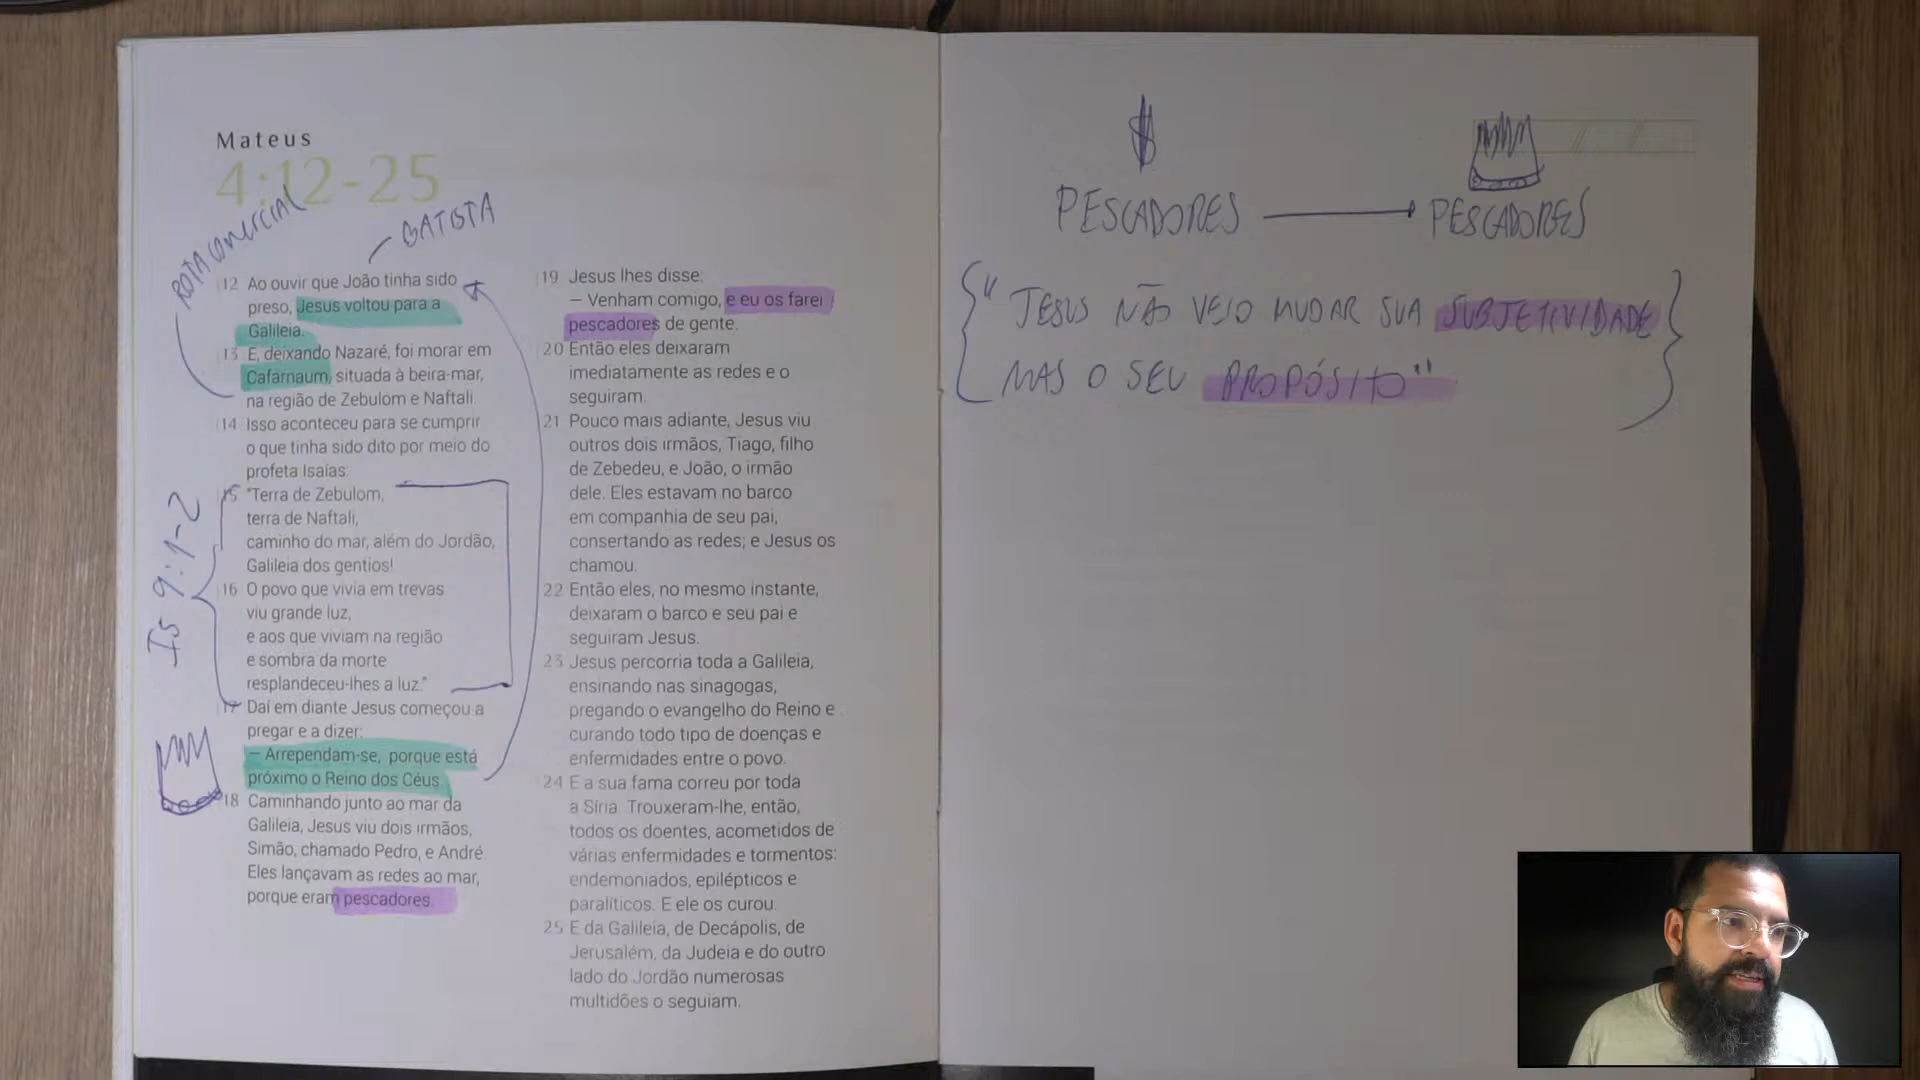 Mateus
4:12-25
ROTA COMERCIAL
BATISTA
12 Ao ouvir que João tinha sido
preso, Jesus voltou para a
Galileia.
13 E, deixando Nazaré, foi morar em
Cafarnaum, situada à beira-mar,
na região de Zebulom e Naftali.
14 Isso aconteceu para se cumprir
o que tinha sido dito por meio do
profeta Isaías:
Is 9:1-2
15 "Terra de Zebulom,
terra de Naftali,
caminho do mar, além do Jordão,
Galileia dos gentios!
16 O povo que vivia em trevas
viu grande luz,
e aos que viviam na região
e sombra da morte
resplandeceu-lhes a luz."
17 Daí em diante Jesus começou a
pregar e a dizer:
— Arrependam-se, porque está
próximo o Reino dos Céus
18 Caminhando junto ao mar da
Galileia, Jesus viu dois irmãos,
Simão, chamado Pedro, e André.
Eles lançavam as redes ao mar,
porque eram pescadores.
19 Jesus lhes disse:
— Venham comigo, e eu os farei
pescadores de gente.
20 Então eles deixaram
imediatamente as redes e o
seguiram.
21 Pouco mais adiante, Jesus viu
outros dois irmãos, Tiago, filho
de Zebedeu, e João, o irmão
dele. Eles estavam no barco
em companhia de seu pai,
consertando as redes; e Jesus os
chamou.
22 Então eles, no mesmo instante,
deixaram o barco e seu pai e
seguiram Jesus.
23 Jesus percorria toda a Galileia,
ensinando nas sinagogas,
pregando o evangelho do Reino e
curando todo tipo de doenças e
enfermidades entre o povo.
24 E a sua fama correu por toda
a Síria. Trouxeram-lhe, então,
todos os doentes, acometidos de
várias enfermidades e tormentos:
endemoniados, epilépticos e
paralíticos. E ele os curou.
25 E da Galileia, de Decápolis, de
Jerusalém, da Judeia e do outro
lado do Jordão numerosas
multidões o seguiam.
$
PESCADORES → PESCADORES
"JESUS NÃO VEIO MUDAR SUA SUBJETIVIDADE
MAS O SEU PROPÓSITO"